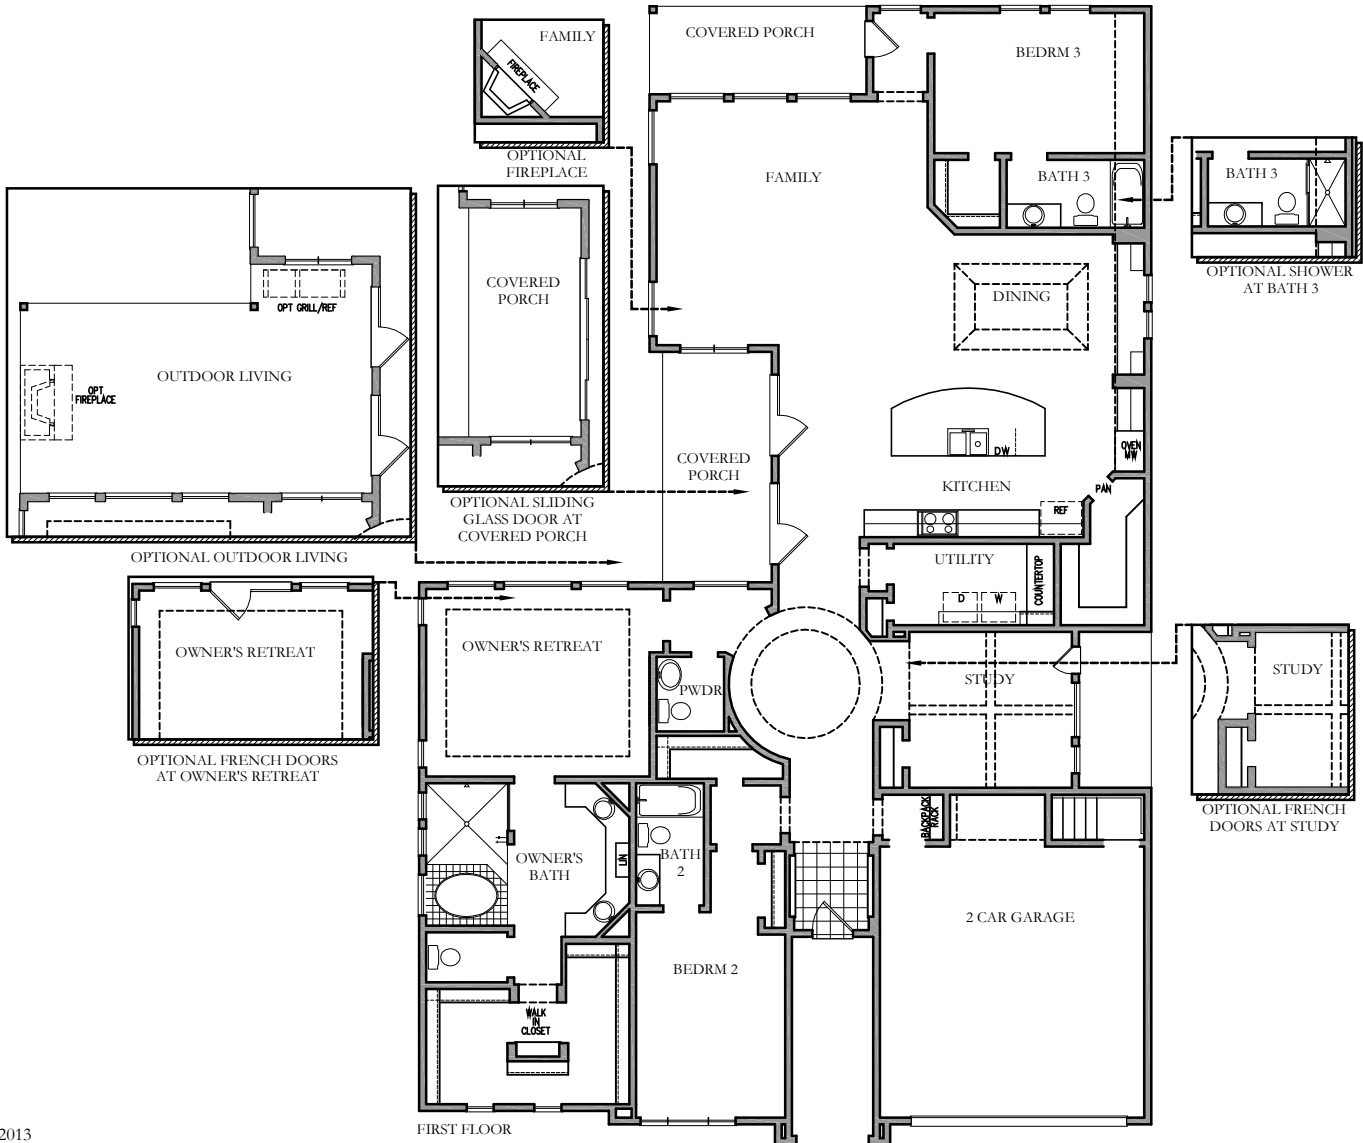 COVERED PORCH
BEDRM 3
FAMILY
FIREPLACE
OPTIONAL
FIREPLACE
FAMILY
BATH 3
BATH 3
OPTIONAL SHOWER
AT BATH 3
OPT GRILL/REF
OUTDOOR LIVING
OPT
FIREPLACE
OPTIONAL OUTDOOR LIVING
COVERED
PORCH
OPTIONAL SLIDING
GLASS DOOR AT
COVERED PORCH
DINING
COVERED
PORCH
DW
OVEN
MW
KITCHEN
PAN
REF
UTILITY
D
W
COUNTERTOP
OWNER'S RETREAT
OPTIONAL FRENCH DOORS
AT OWNER'S RETREAT
OWNER'S RETREAT
PWDR
STUDY
STUDY
OPTIONAL FRENCH
DOORS AT STUDY
BACKPACK
RACK
OWNER'S
BATH
LIN
BATH
2
2 CAR GARAGE
BEDRM 2
WALK
IN
CLOSET
FIRST FLOOR
2013